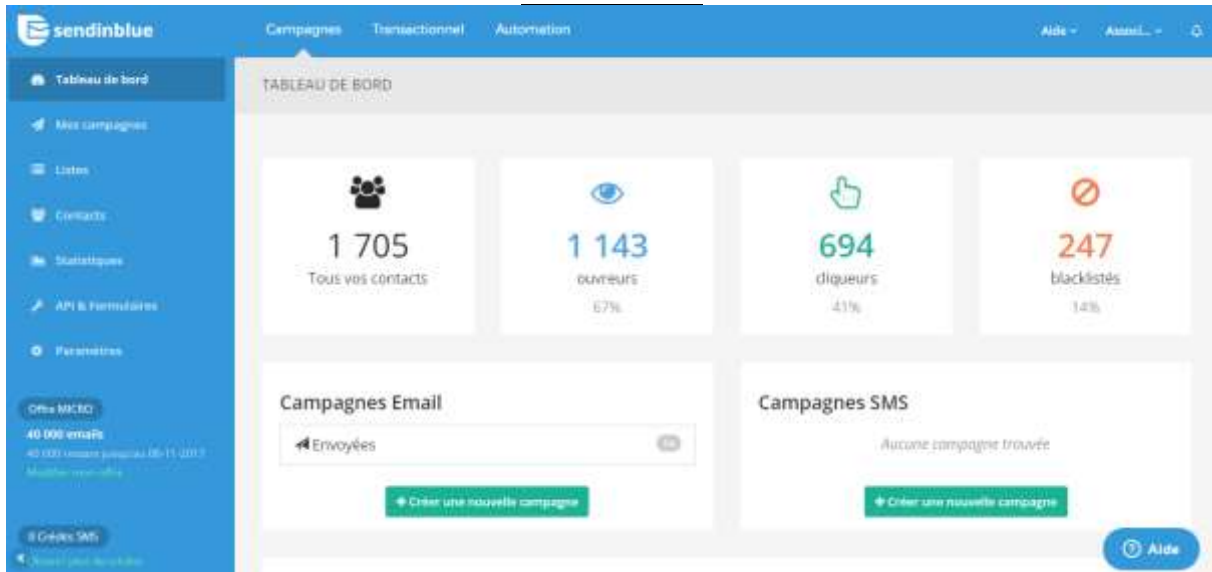 sendinblue
Campagnes Transactionnel Automation
Aide
Tableau de bord
TABLEAU DE BORD
Mes campagnes
Listes
Contacts
Statistiques
API & Formulaires
Paramètres
1 705
Tous vos contacts
1 143
ouvreurs
67%
694
cliqueurs
41%
247
blacklistés
14%
Offre MICRO
40 000 emails
Campagnes Email
Envoyées
+ Créer une nouvelle campagne
Campagnes SMS
Aucune campagne trouvée
+ Créer une nouvelle campagne
Crédits SMS
Aide